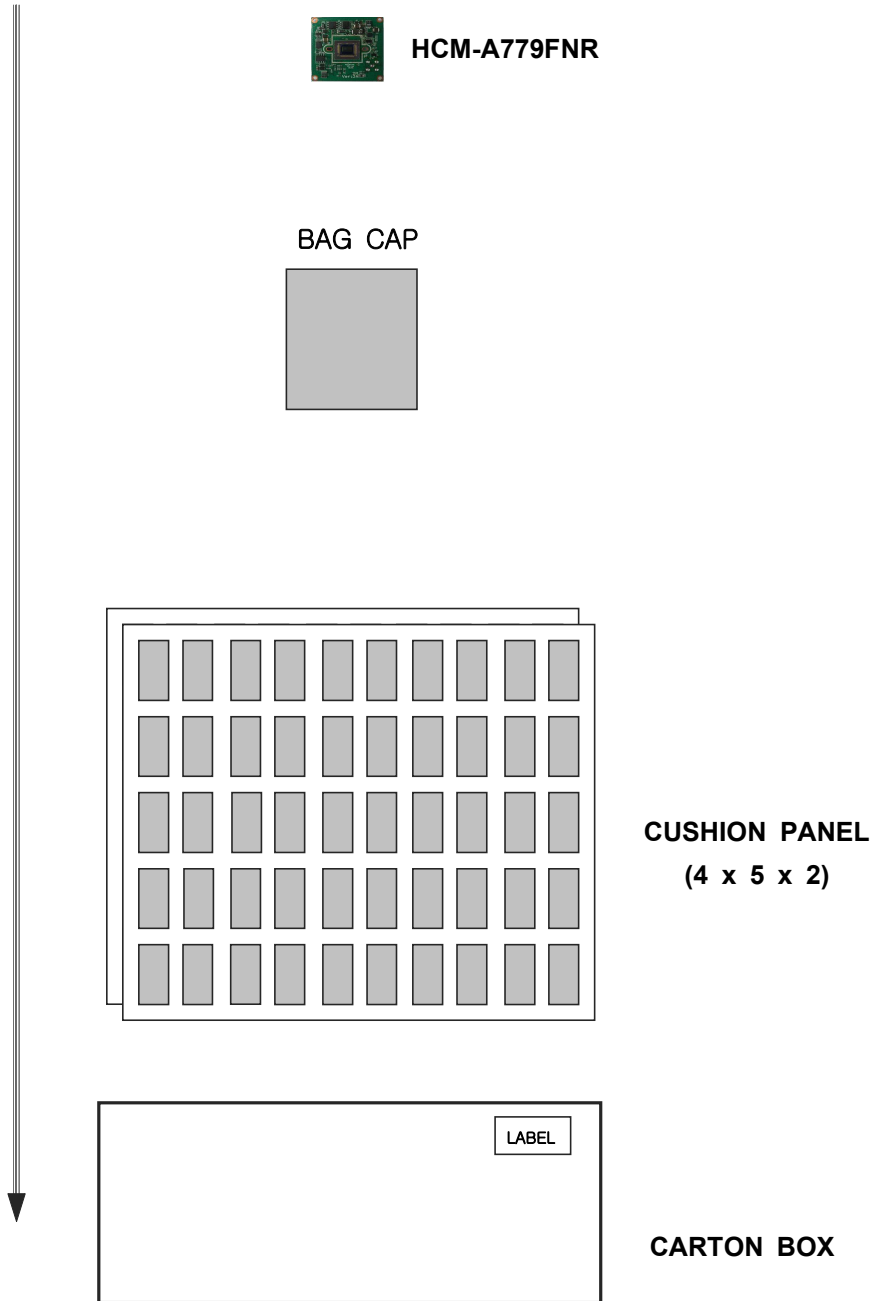 HCM-A779FNR
BAG CAP
CUSHION PANEL
(4 x 5 x 2)
LABEL
CARTON BOX